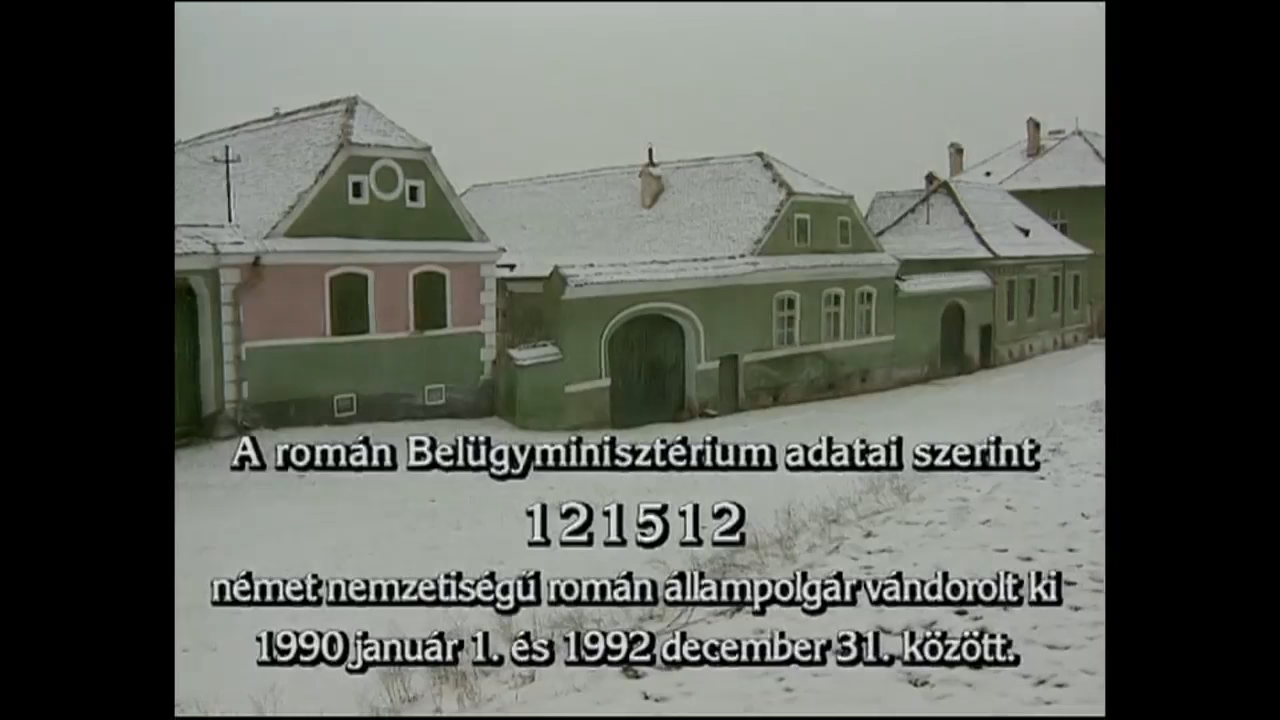 A román Belügyminisztérium adatai szerint
121512
német nemzetiségű román állampolgár vándorolt ki
1990 január 1. és 1992 december 31. között.